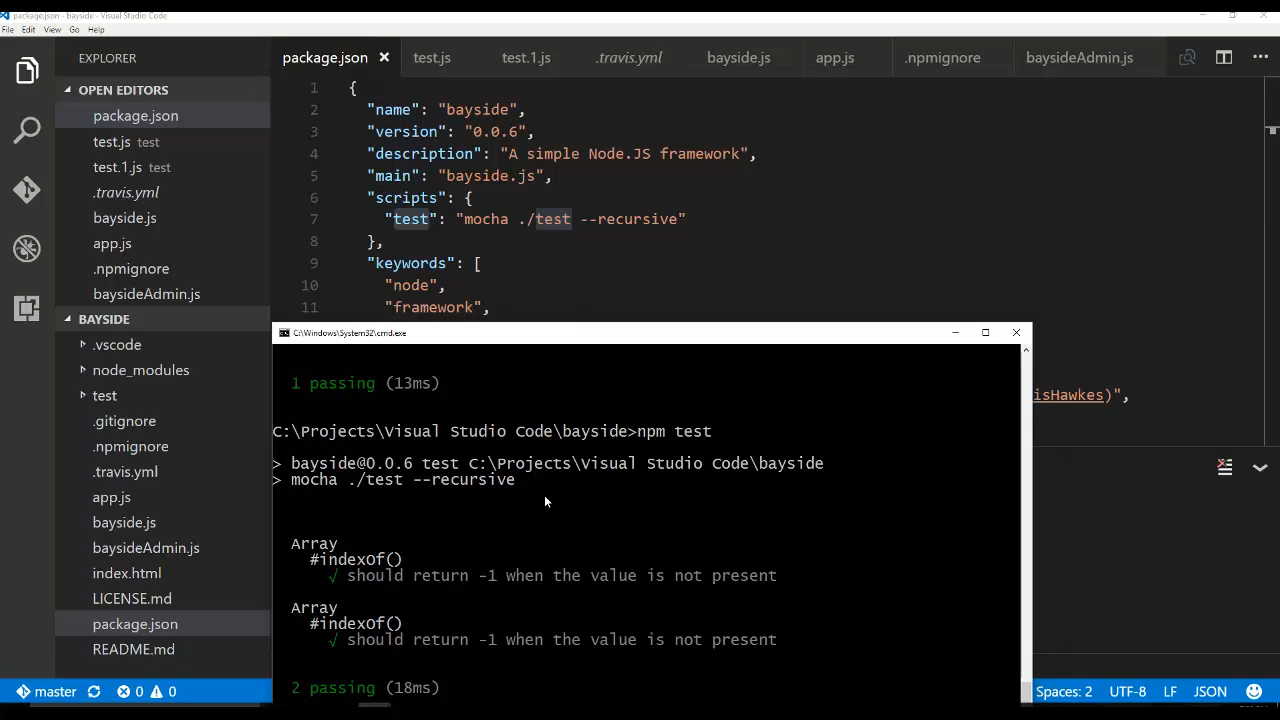 package.json - bayside - Visual Studio Code
File Edit View Go Help
EXPLORER
OPEN EDITORS
package.json
test.js test
test.1.js test
.travis.yml
bayside.js
app.js
.npmignore
baysideAdmin.js
BAYSIDE
.vscode
node_modules
test
.gitignore
.npmignore
.travis.yml
app.js
bayside.js
baysideAdmin.js
index.html
LICENSE.md
package.json
README.md
package.json test.js test.1.js .travis.yml bayside.js app.js .npmignore baysideAdmin.js
1 {
2 "name": "bayside",
3 "version": "0.0.6",
4 "description": "A simple Node.JS framework",
5 "main": "bayside.js",
6 "scripts": {
7 "test": "mocha ./test --recursive"
8 },
9 "keywords": [
10 "node",
11 "framework",
isHawkes)",
C:\Windows\System32\cmd.exe
1 passing (13ms)
C:\Projects\Visual Studio Code\bayside>npm test
> bayside@0.0.6 test C:\Projects\Visual Studio Code\bayside
> mocha ./test --recursive
Array
#indexOf()
√ should return -1 when the value is not present
Array
#indexOf()
√ should return -1 when the value is not present
2 passing (18ms)
master 0 0 Spaces: 2 UTF-8 LF JSON